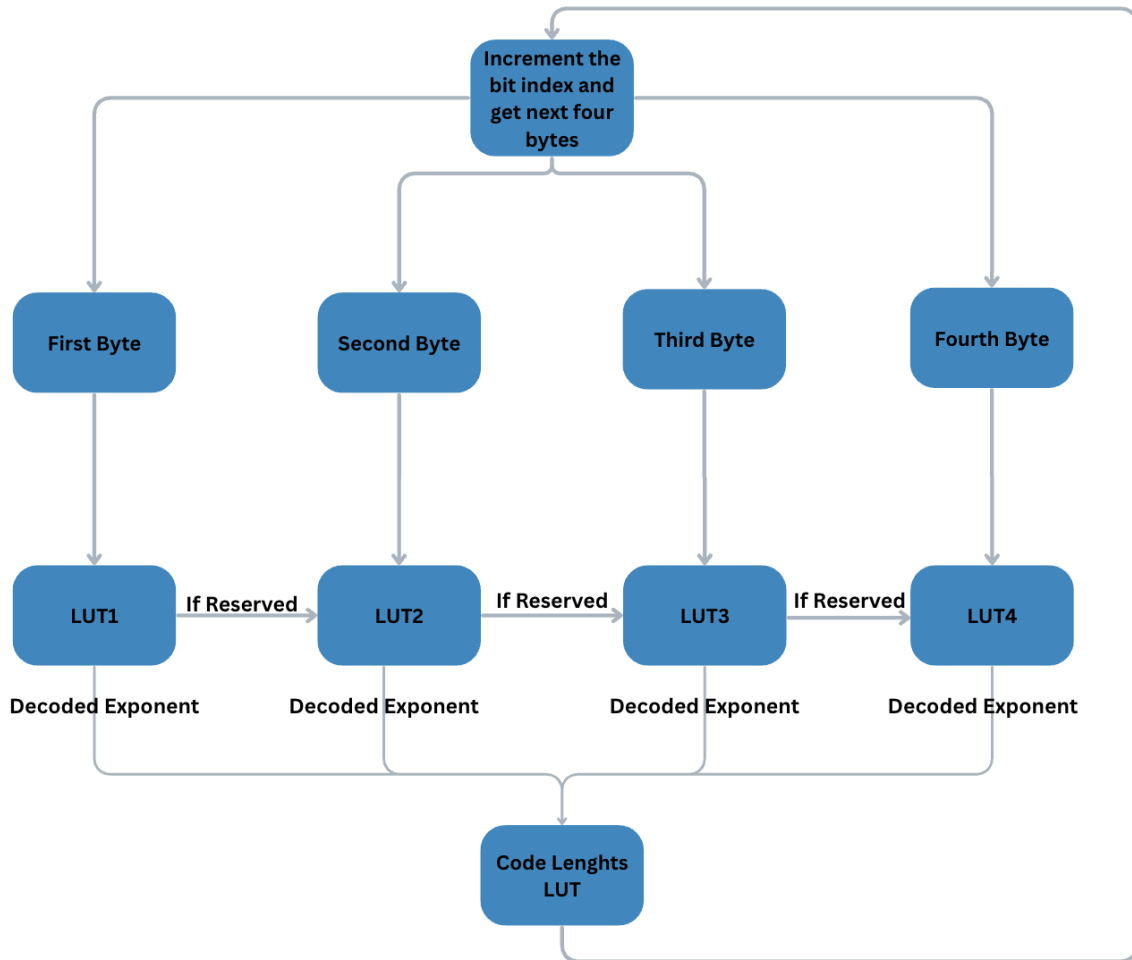 Increment the
bit index and
get next four
bytes
First Byte
Second Byte
Third Byte
Fourth Byte
LUT1
If Reserved
LUT2
If Reserved
LUT3
If Reserved
LUT4
Decoded Exponent
Decoded Exponent
Decoded Exponent
Decoded Exponent
Code Lenghts
LUT